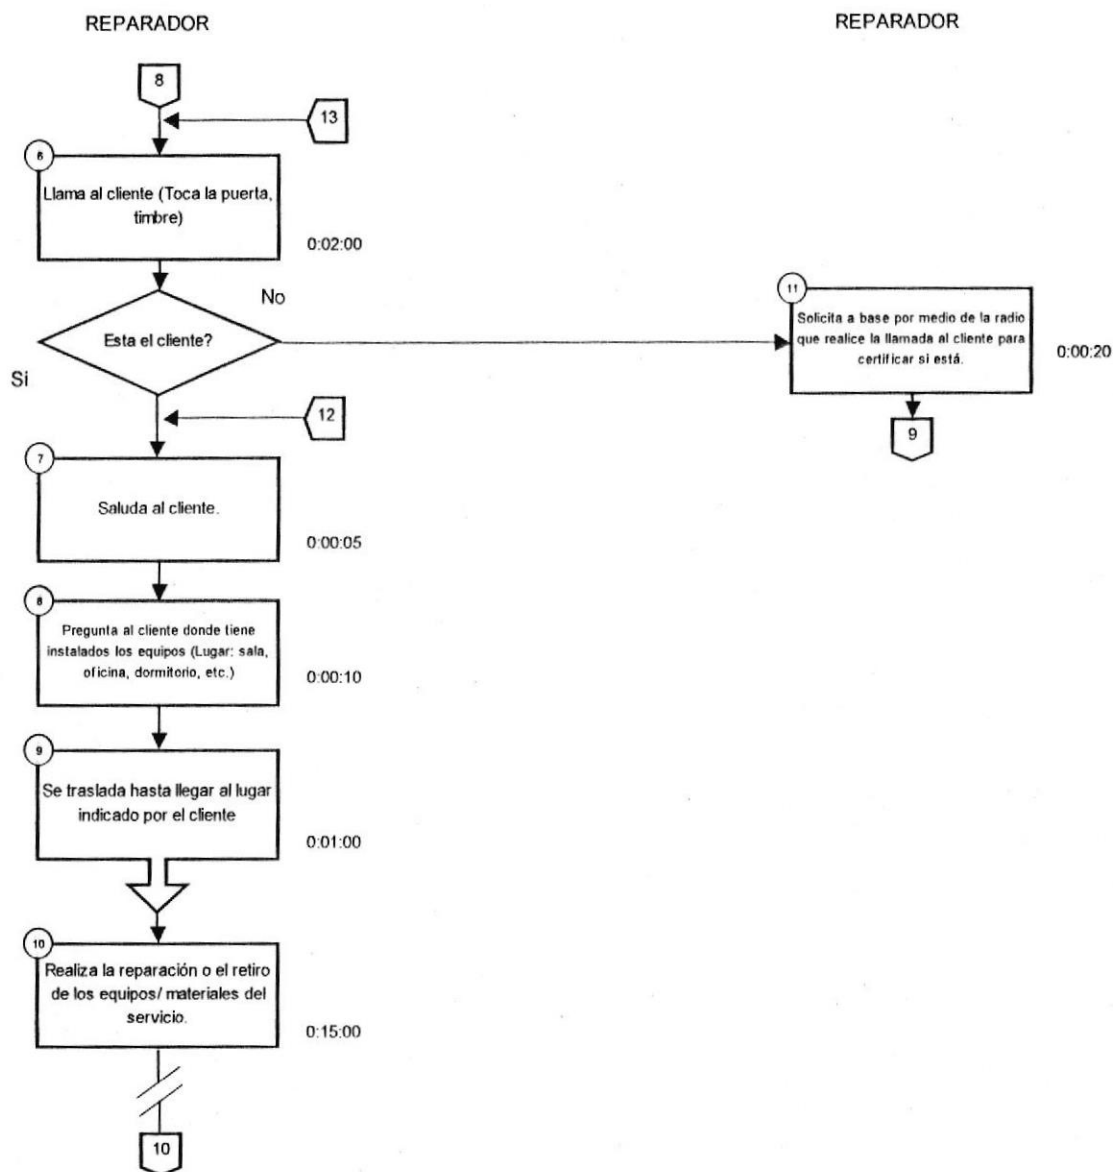 REPARADOR
REPARADOR
8
13
6
Llama al cliente (Toca la puerta,
timbre)
0:02:00
No
Esta el cliente?
Si
11
Solicita a base por medio de la radio
que realice la llamada al cliente para
certificar si está.
0:00:20
9
12
7
Saluda al cliente.
0:00:05
8
Pregunta al cliente donde tiene
instalados los equipos (Lugar: sala,
oficina, dormitorio, etc.)
0:00:10
9
Se traslada hasta llegar al lugar
indicado por el cliente
0:01:00
10
Realiza la reparación o el retiro
de los equipos/ materiales del
servicio.
0:15:00
10